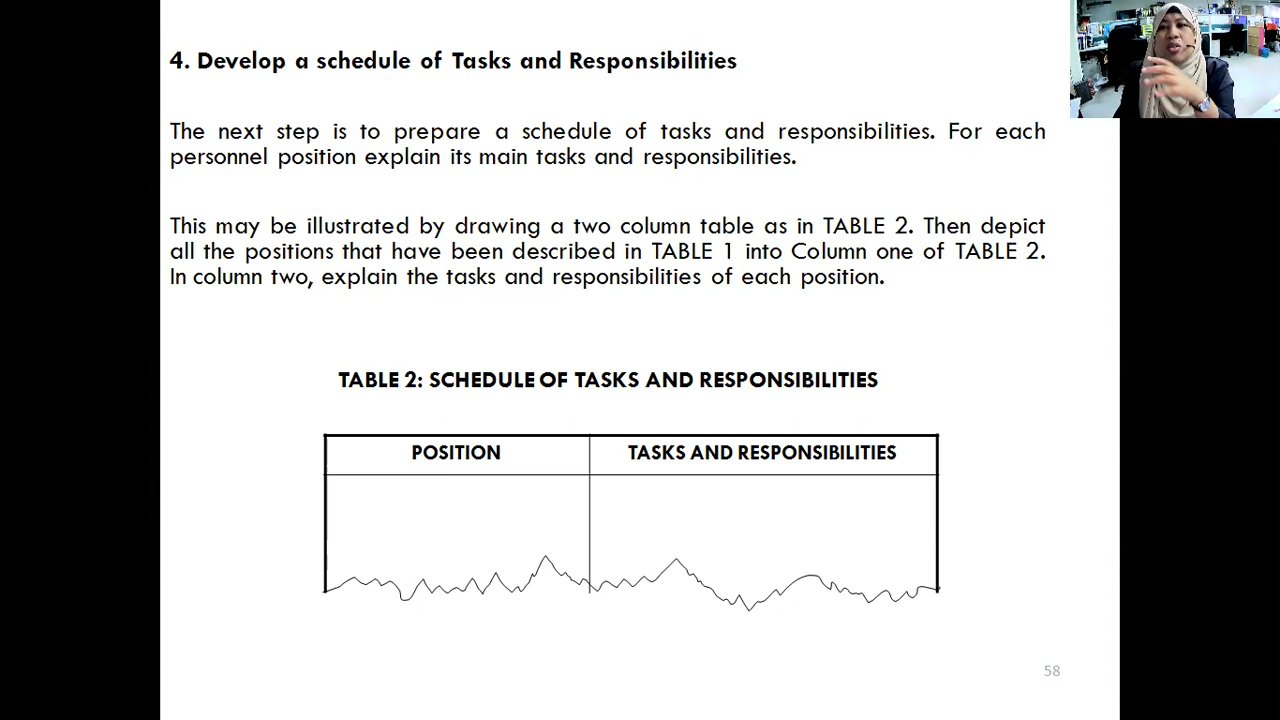 4. Develop a schedule of Tasks and Responsibilities
The next step is to prepare a schedule of tasks and responsibilities. For each
personnel position explain its main tasks and responsibilities.
This may be illustrated by drawing a two column table as in TABLE 2. Then depict
all the positions that have been described in TABLE 1 into Column one of TABLE 2.
In column two, explain the tasks and responsibilities of each position.
TABLE 2: SCHEDULE OF TASKS AND RESPONSIBILITIES
POSITION TASKS AND RESPONSIBILITIES
58